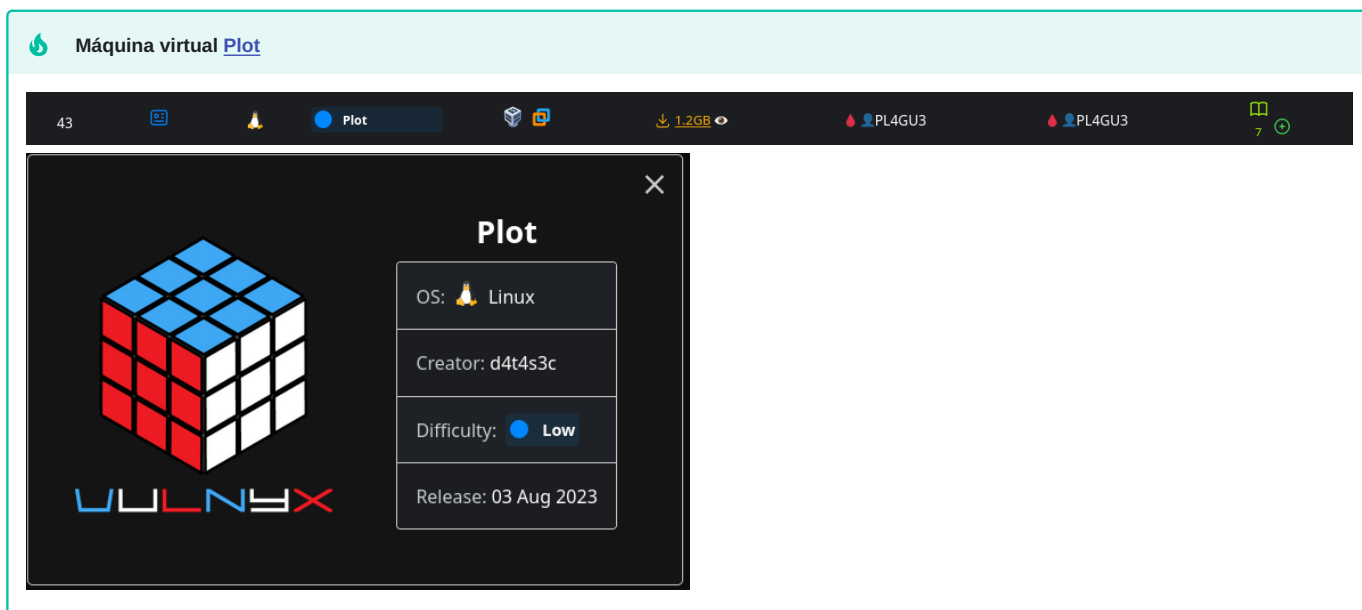 Máquina virtual Plot
43 Plot 1.2GB PL4GU3 PL4GU3 7
Plot
OS: Linux
Creator: d4t4s3c
Difficulty: Low
Release: 03 Aug 2023
VULNYX